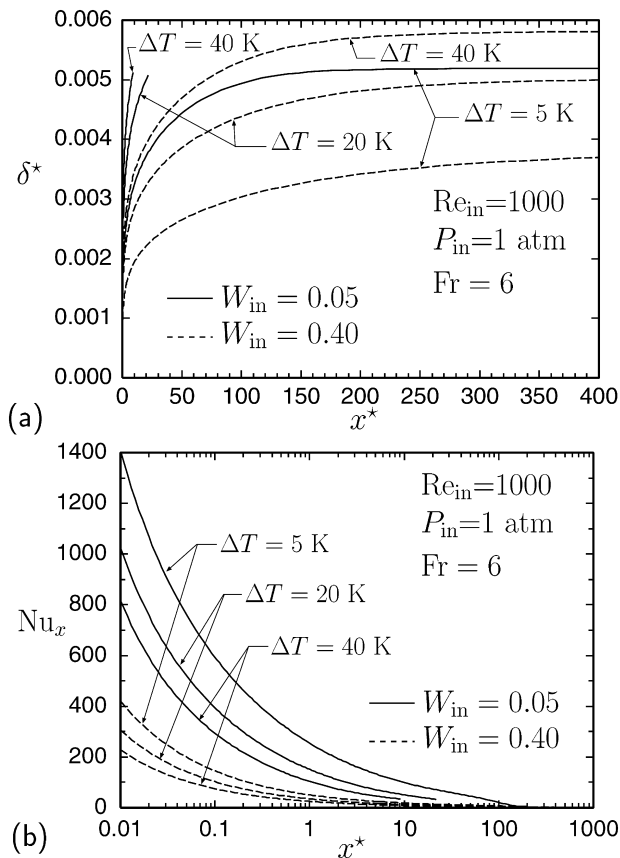 0.006
0.005
0.004
0.003
0.002
0.001
0.000
δ⋆
ΔT = 40 K
ΔT = 40 K
ΔT = 5 K
ΔT = 20 K
Re_in=1000
P_in=1 atm
Fr = 6
W_in = 0.05
W_in = 0.40
0 50 100 150 200 250 300 350 400
(a)
x⋆
1400
1200
1000
800
600
400
200
0
Nu_x
Re_in=1000
P_in=1 atm
Fr = 6
ΔT = 5 K
ΔT = 20 K
ΔT = 40 K
W_in = 0.05
W_in = 0.40
0.01 0.1 1 10 100 1000
(b)
x⋆